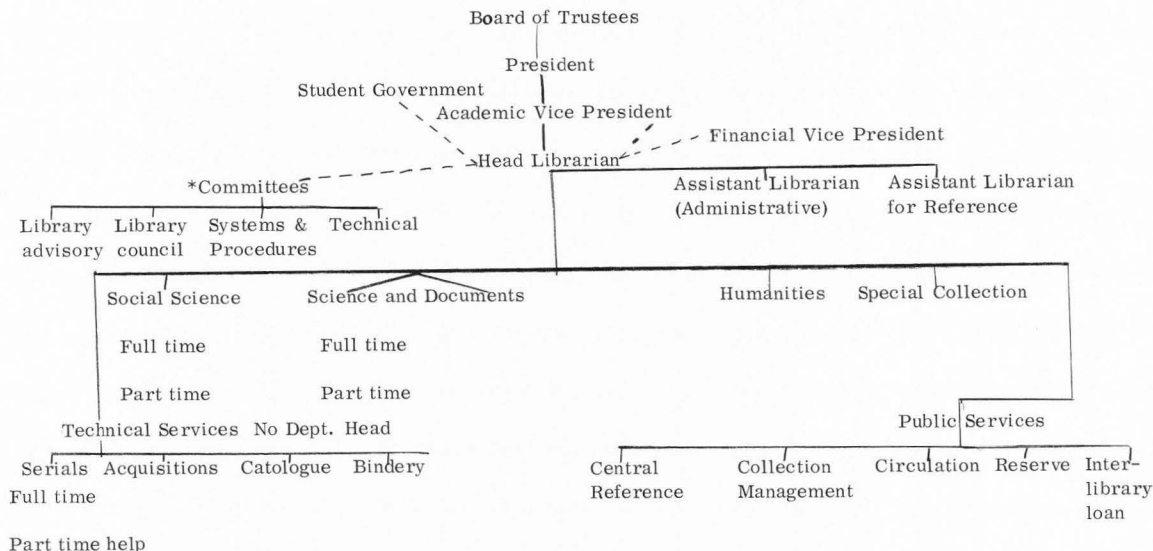 Board of Trustees
President
Student Government
Academic Vice President
Financial Vice President
Head Librarian
*Committees
Assistant Librarian
(Administrative)
Assistant Librarian
for Reference
Library
advisory
Library
council
Systems &
Procedures
Technical
Social Science
Science and Documents
Humanities
Special Collection
Full time
Full time
Part time
Part time
Technical Services No Dept. Head
Public Services
Serials
Acquisitions
Catologue
Bindery
Central
Reference
Collection
Management
Circulation
Reserve
Inter-
library
loan
Full time
Part time help